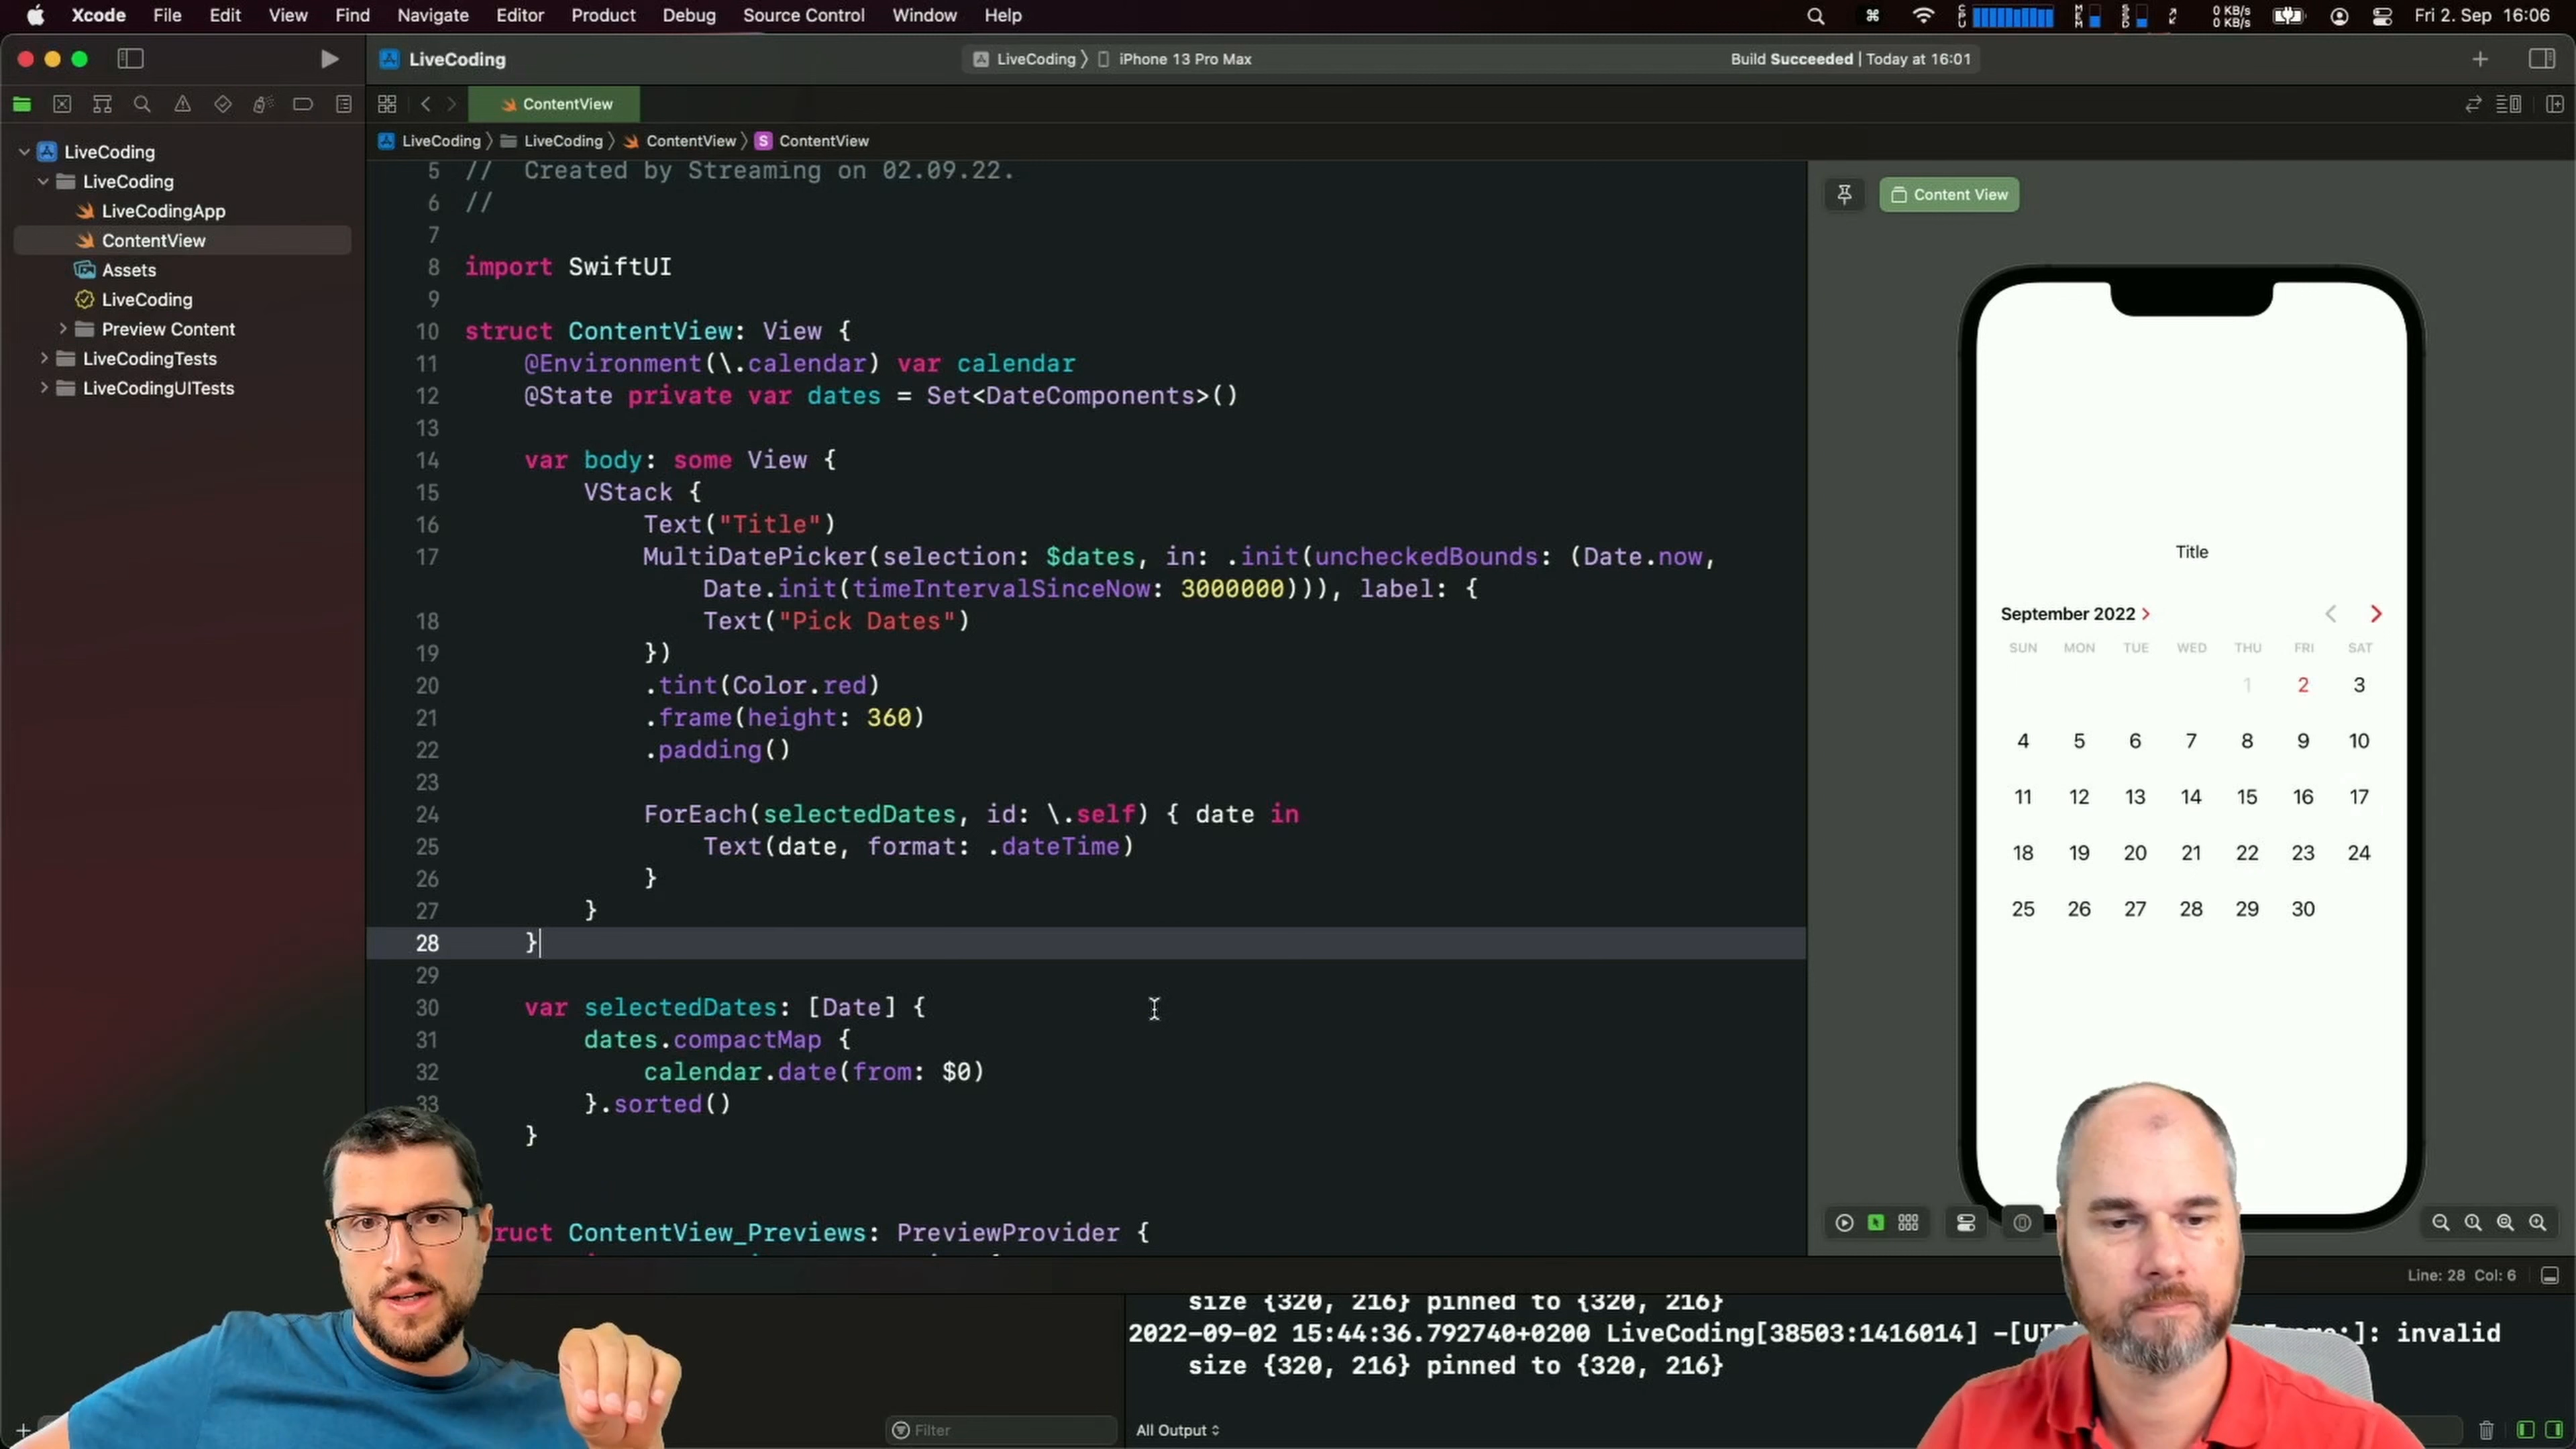 Xcode File Edit View Find Navigate Editor Product Debug Source Control Window Help
0 KB/s
0 KB/s
Fri 2. Sep 16:06
LiveCoding
LiveCoding 〉 iPhone 13 Pro Max
Build Succeeded | Today at 16:01
ContentView
LiveCoding 〉 LiveCoding 〉 ContentView 〉 S ContentView
LiveCoding
LiveCoding
LiveCodingApp
ContentView
Assets
LiveCoding
Preview Content
LiveCodingTests
LiveCodingUITests
5 //  Created by Streaming on 02.09.22.
6 //
7
8 import SwiftUI
9
10 struct ContentView: View {
11     @Environment(\.calendar) var calendar
12     @State private var dates = Set<DateComponents>()
13
14     var body: some View {
15         VStack {
16             Text("Title")
17             MultiDatePicker(selection: $dates, in: .init(uncheckedBounds: (Date.now,
                Date.init(timeIntervalSinceNow: 3000000))), label: {
18                 Text("Pick Dates")
19             })
20             .tint(Color.red)
21             .frame(height: 360)
22             .padding()
23
24             ForEach(selectedDates, id: \.self) { date in
25                 Text(date, format: .dateTime)
26             }
27         }
28     }
29
30     var selectedDates: [Date] {
31         dates.compactMap {
32             calendar.date(from: $0)
33         }.sorted()
    }
ruct ContentView_Previews: PreviewProvider {
Content View
Title
September 2022
SUN MON TUE WED THU FRI SAT
1 2 3
4 5 6 7 8 9 10
11 12 13 14 15 16 17
18 19 20 21 22 23 24
25 26 27 28 29 30
Line: 28 Col: 6
size {320, 216} pinned to {320, 216}
2022-09-02 15:44:36.792740+0200 LiveCoding[38503:1416014] -[UI :]: invalid
size {320, 216} pinned to {320, 216}
Filter
All Output